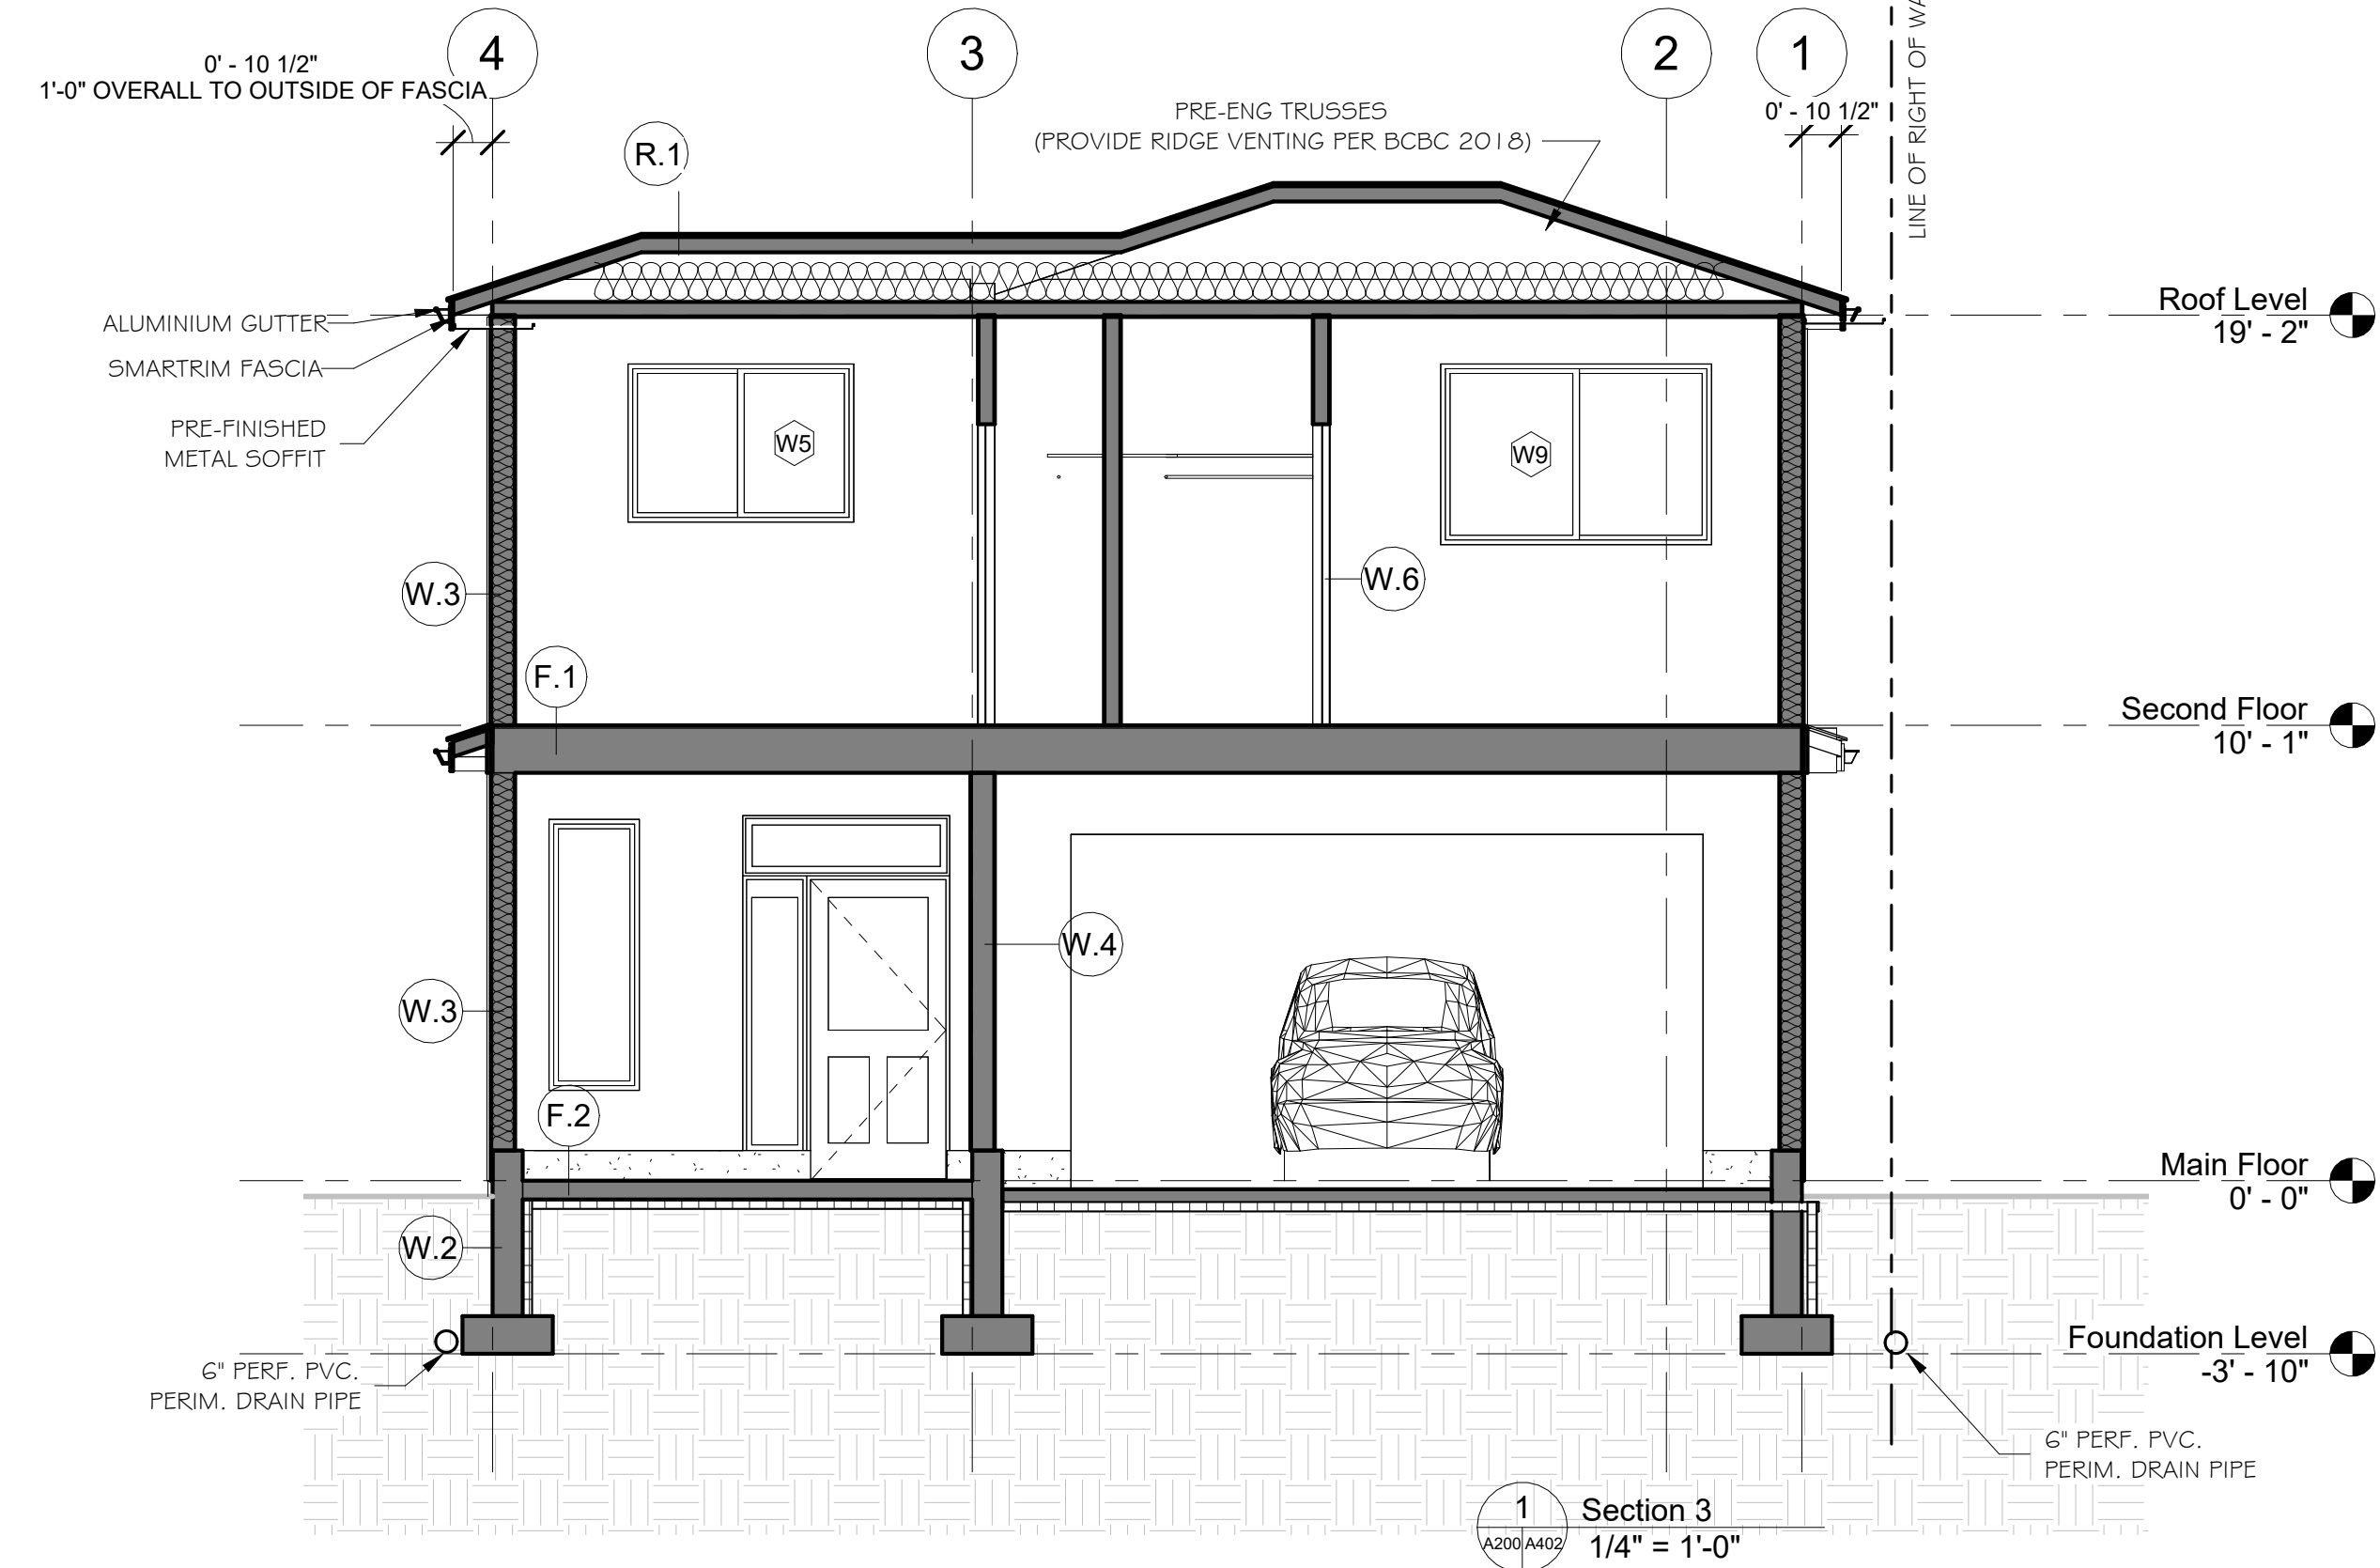 4
3
2
1
0' - 10 1/2"
1'-0" OVERALL TO OUTSIDE OF FASCIA
R.1
PRE-ENG TRUSSES
(PROVIDE RIDGE VENTING PER BCBC 2018)
0' - 10 1/2"
LINE OF RIGHT OF WA
ALUMINIUM GUTTER
SMARTRIM FASCIA
PRE-FINISHED
METAL SOFFIT
Roof Level
19' - 2"
W5
W9
W.3
W.6
F.1
Second Floor
10' - 1"
W.4
W.3
F.2
Main Floor
0' - 0"
W.2
Foundation Level
-3' - 10"
6" PERF. PVC.
PERIM. DRAIN PIPE
6" PERF. PVC.
PERIM. DRAIN PIPE
1
A200 A402
Section 3
1/4" = 1'-0"